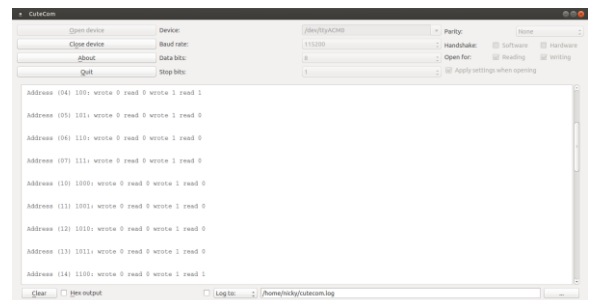 CuteCom
Open device Device: /dev/ttyACM0 Parity: None
Close device Baud rate: 115200 Handshake: Software Hardware
About Data bits: 8 Open for: Reading Writing
Quit Stop bits: 1 Apply settings when opening
Address (04) 100: wrote 0 read 0 wrote 1 read 1
Address (05) 101: wrote 0 read 0 wrote 1 read 0
Address (06) 110: wrote 0 read 0 wrote 1 read 0
Address (07) 111: wrote 0 read 0 wrote 1 read 0
Address (10) 1000: wrote 0 read 0 wrote 1 read 0
Address (11) 1001: wrote 0 read 0 wrote 1 read 0
Address (12) 1010: wrote 0 read 0 wrote 1 read 0
Address (13) 1011: wrote 0 read 0 wrote 1 read 0
Address (14) 1100: wrote 0 read 0 wrote 1 read 1
Clear Hex output Log to: /home/nicky/cutecom.log ...